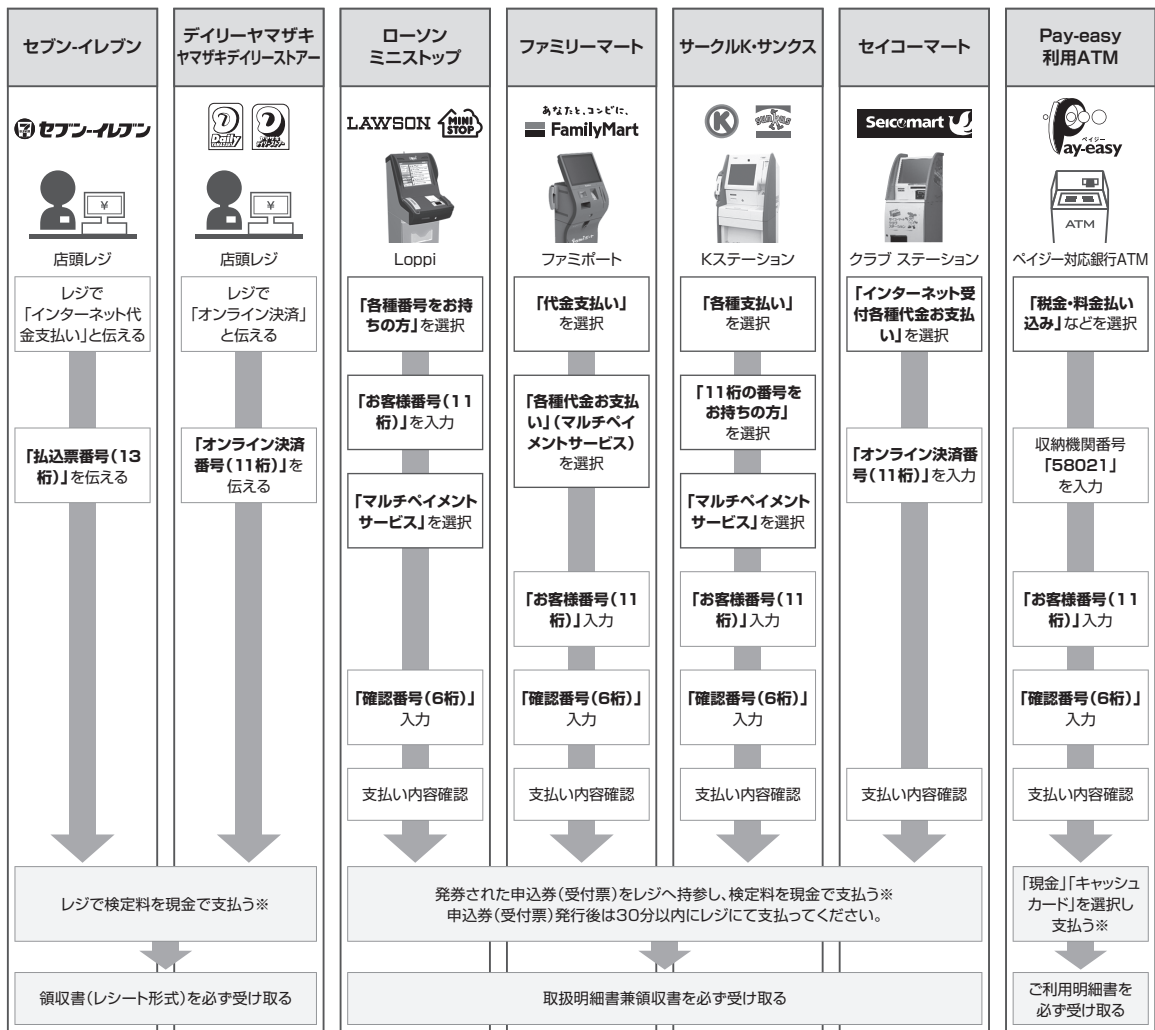 セブン-イレブン
デイリーヤマザキ
ヤマザキデイリーストアー
ローソン
ミニストップ
ファミリーマート
サークルK・サンクス
セイコーマート
Pay-easy
利用ATM
セブン-イレブン
Daily
LAWSON
MINI
STOP
あなたと、コンビに、
FamilyMart
K
sunkus
Seicomart
ペイジー
Pay-easy
¥
¥
ATM
店頭レジ
店頭レジ
Loppi
ファミポート
Kステーション
クラブ ステーション
ペイジー対応銀行ATM
レジで
「インターネット代
金支払い」と伝える
「払込票番号(13
桁)」を伝える
レジで
「オンライン決済」
と伝える
「オンライン決済
番号(11桁)」を
伝える
「各種番号をお持
ちの方」を選択
「お客様番号(11
桁)」を入力
「マルチペイメント
サービス」を選択
「確認番号(6桁)」
入力
支払い内容確認
「代金支払い」
を選択
「各種代金お支払
い」(マルチペイ
メントサービス)
を選択
「お客様番号(11
桁)」入力
「確認番号(6桁)」
入力
支払い内容確認
「各種支払い」
を選択
「11桁の番号を
お持ちの方」
を選択
「マルチペイメント
サービス」を選択
「お客様番号(11
桁)」入力
「確認番号(6桁)」
入力
支払い内容確認
「インターネット受
付各種代金お支払
い」を選択
「オンライン決済番
号(11桁)」を入力
支払い内容確認
「税金・料金払い
込み」などを選択
収納機関番号
「58021」
を入力
「お客様番号(11
桁)」入力
「確認番号(6桁)」
入力
支払い内容確認
レジで検定料を現金で支払う※
発券された申込券(受付票)をレジへ持参し、検定料を現金で支払う※
申込券(受付票)発行後は30分以内にレジにて支払ってください。
「現金」「キャッシュ
カード」を選択し
支払う※
領収書(レシート形式)を必ず受け取る
取扱明細書兼領収書を必ず受け取る
ご利用明細書を
必ず受け取る